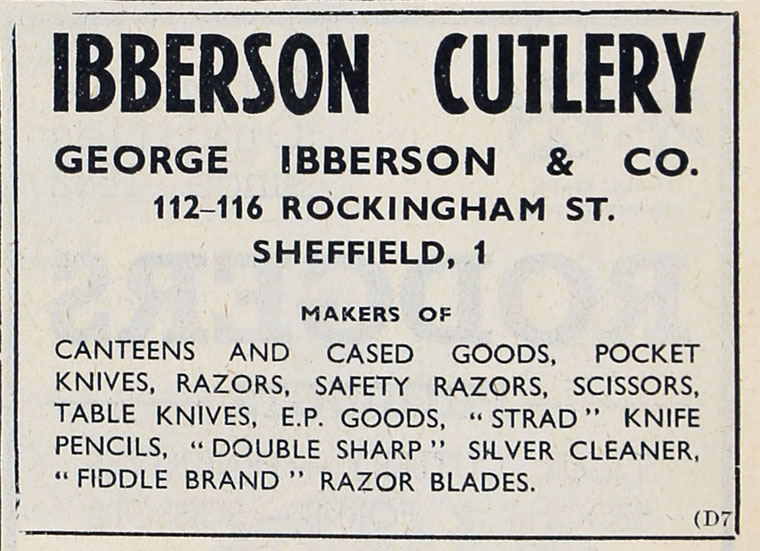 IBBERSON CUTLERY
GEORGE IBBERSON & CO.
112–116 ROCKINGHAM ST.
SHEFFIELD, 1
MAKERS OF
CANTEENS AND CASED GOODS, POCKET
KNIVES, RAZORS, SAFETY RAZORS, SCISSORS,
TABLE KNIVES, E.P. GOODS, “STRAD” KNIFE
PENCILS, “DOUBLE SHARP” SILVER CLEANER,
“FIDDLE BRAND” RAZOR BLADES.
(D7